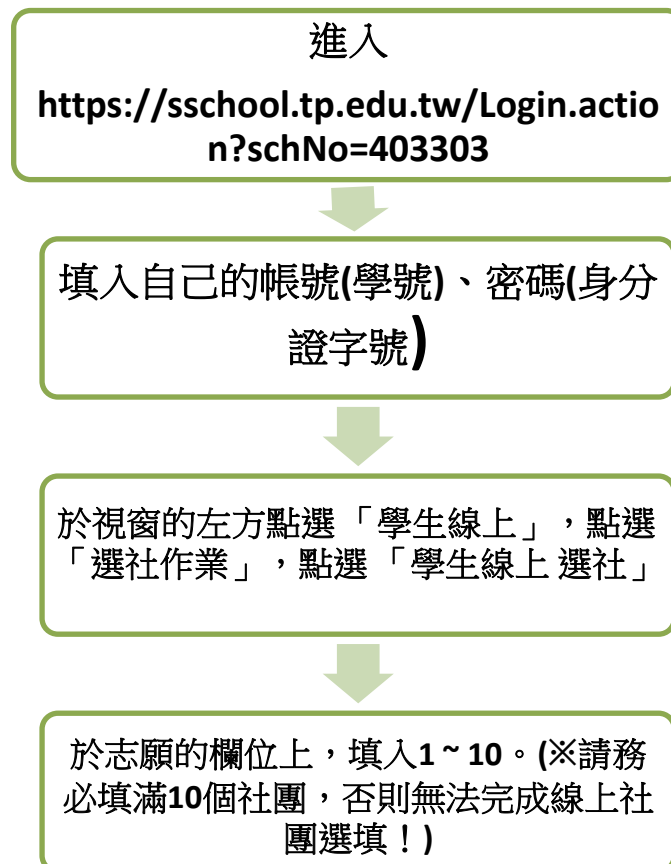 進入
https://sschool.tp.edu.tw/Login.actio
n?schNo=403303
填入自己的帳號(學號)、密碼(身分
證字號)
於視窗的左方點選「學生線上」，點選
「選社作業」，點選「學生線上 選社」
於志願的欄位上，填入1 ~ 10。(※請務
必填滿10個社團，否則無法完成線上社
團選填！)